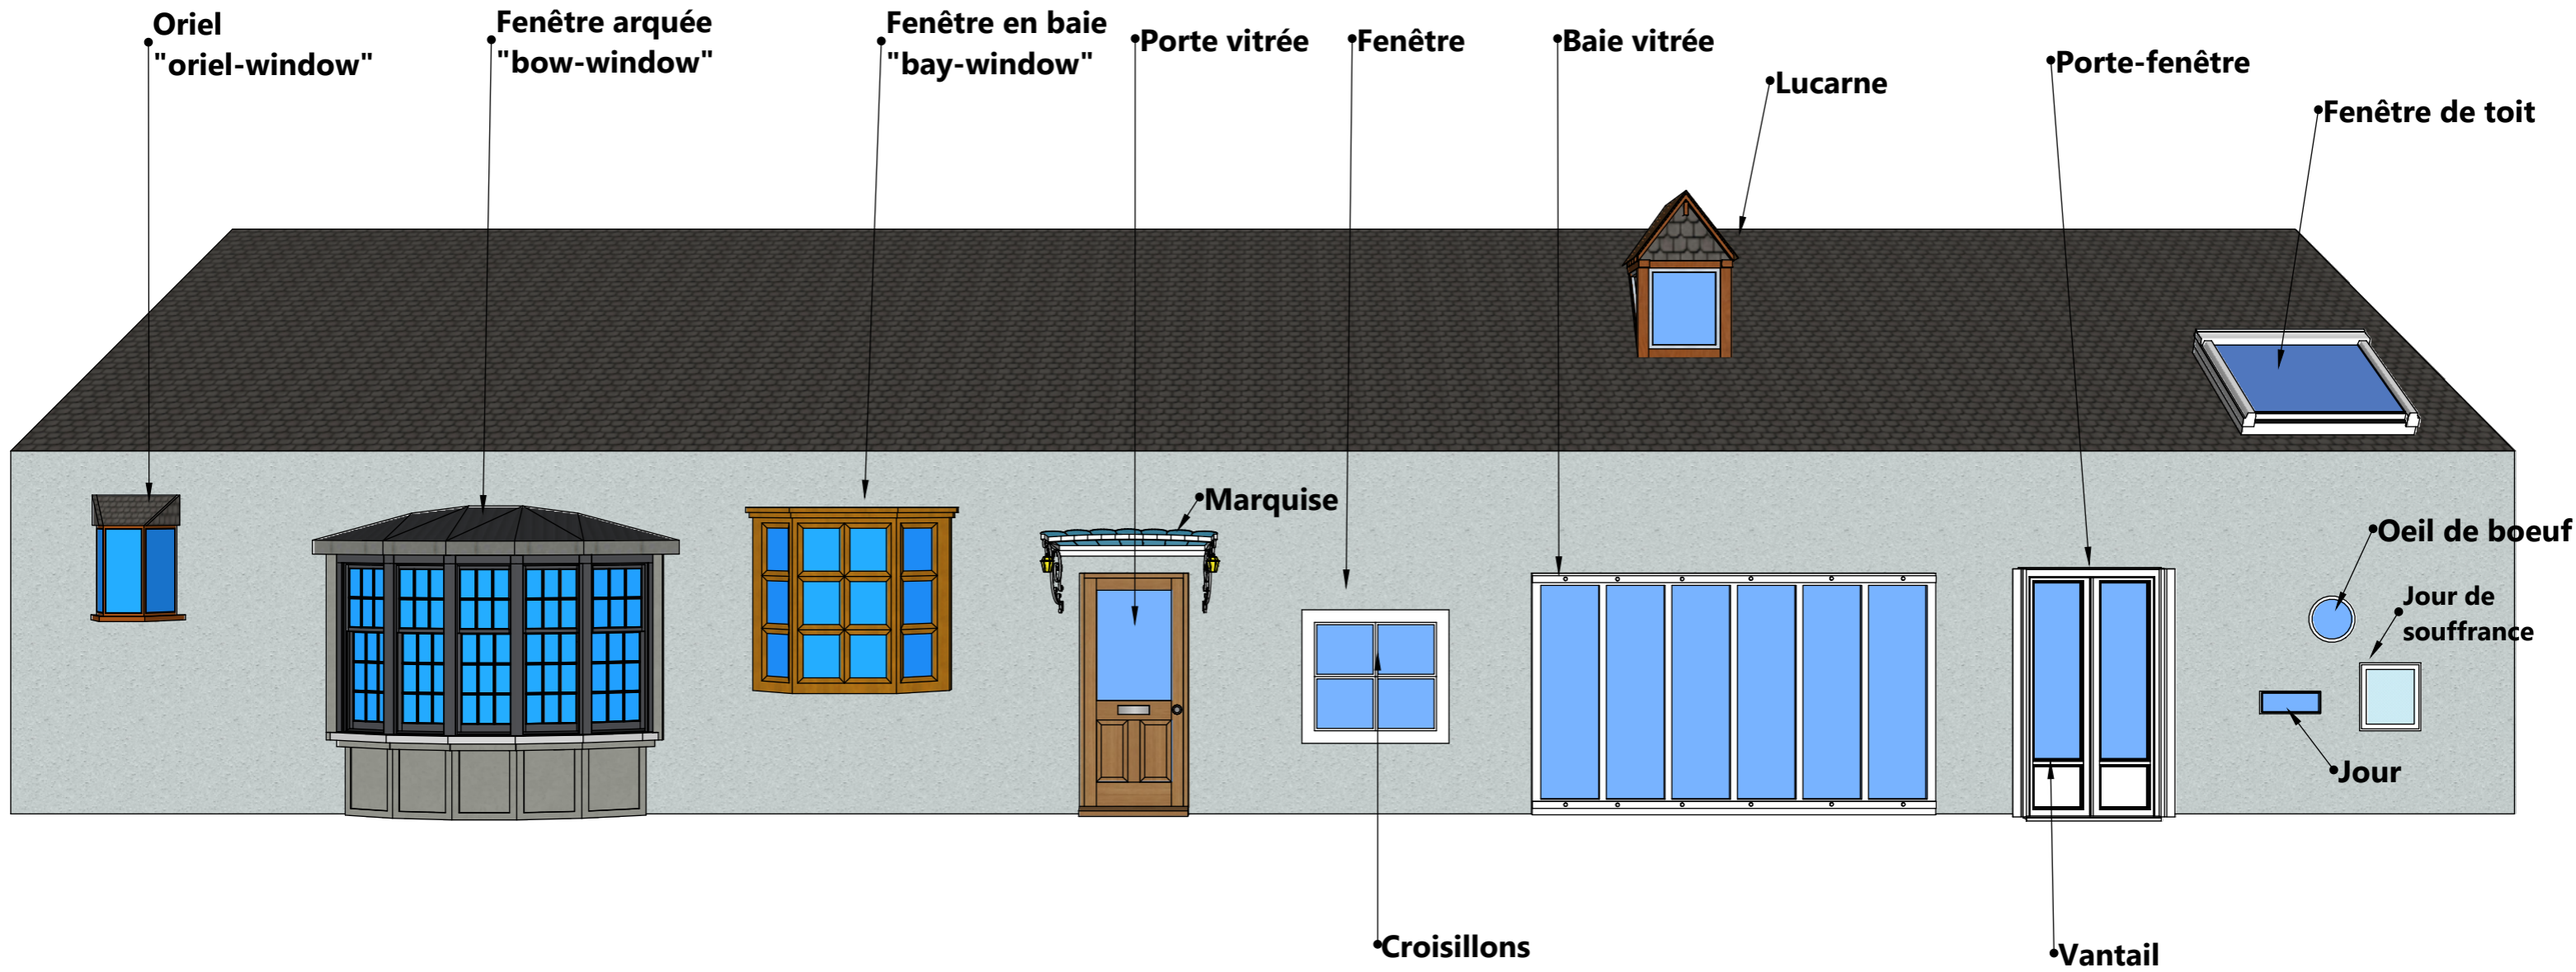 Oriel
"oriel-window"
Fenêtre arquée
"bow-window"
Fenêtre en baie
"bay-window"
Porte vitrée
Fenêtre
Baie vitrée
Lucarne
Porte-fenêtre
Fenêtre de toit
Marquise
Oeil de boeuf
Jour de
souffrance
Jour
Croisillons
Vantail